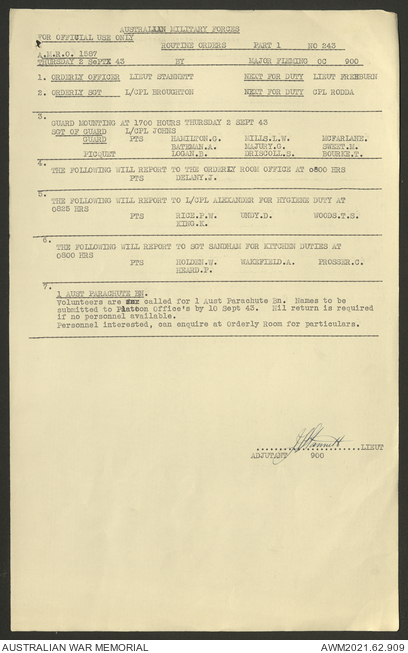 AUSTRALIAN MILITARY FORCES
FOR OFFICIAL USE ONLY
ROUTINE ORDERS PART 1 NO 243
A.M.R.O. 1587
THURSDAY 2 SepTX 43 BY MAJOR FLEMING OC 900
1. ORDERLY OFFICER LIEUT STANNETT NEXT FOR DUTY LIEUT FREEBURN
2. ORDERLY SGT L/CPL BROUGHTON NEXT FOR DUTY CPL RODDA
3.
GUARD MOUNTING AT 1700 HOURS THURSDAY 2 SEPT 43
SGT OF GUARD L/CPL JOHNS
GUARD PTS HAMILTON.G. MILLS.L.W. MCFARLANE.
BATEMAN.A. MAJURY.G. SWEET.M.
PICQUET LOGAN.B. DRISCOLL.S. BOURKE.T.
4.
THE FOLLOWING WILL REPORT TO THE ORDERLY ROOM OFFICE AT 0800 HRS
PTS DELANY.J.
5.
THE FOLLOWING WILL REPORT TO L/CPL ALEXANDER FOR HYGIENE DUTY AT
0825 HRS
PTS RICE.P.W. UNDY.D. WOODS.T.S.
KING.K.
6.
THE FOLLOWING WILL REPORT TO SGT SANDHAM FOR KITCHEN DUTIES AT
0800 HRS
PTS HOLDEN.W. WAKEFIELD.A. PROSSER.C.
HEARD.P.
7.
1 AUST PARACHUTE BN.
Volunteers are called for 1 Aust Parachute Bn. Names to be
submitted to Platoon Office's by 10 Sept 43. Nil return is required
if no personnel available.
Personnel interested, can enquire at Orderly Room for particulars.
Stannett LIEUT
ADJUTANT 900
AUSTRALIAN WAR MEMORIAL AWM2021.62.909